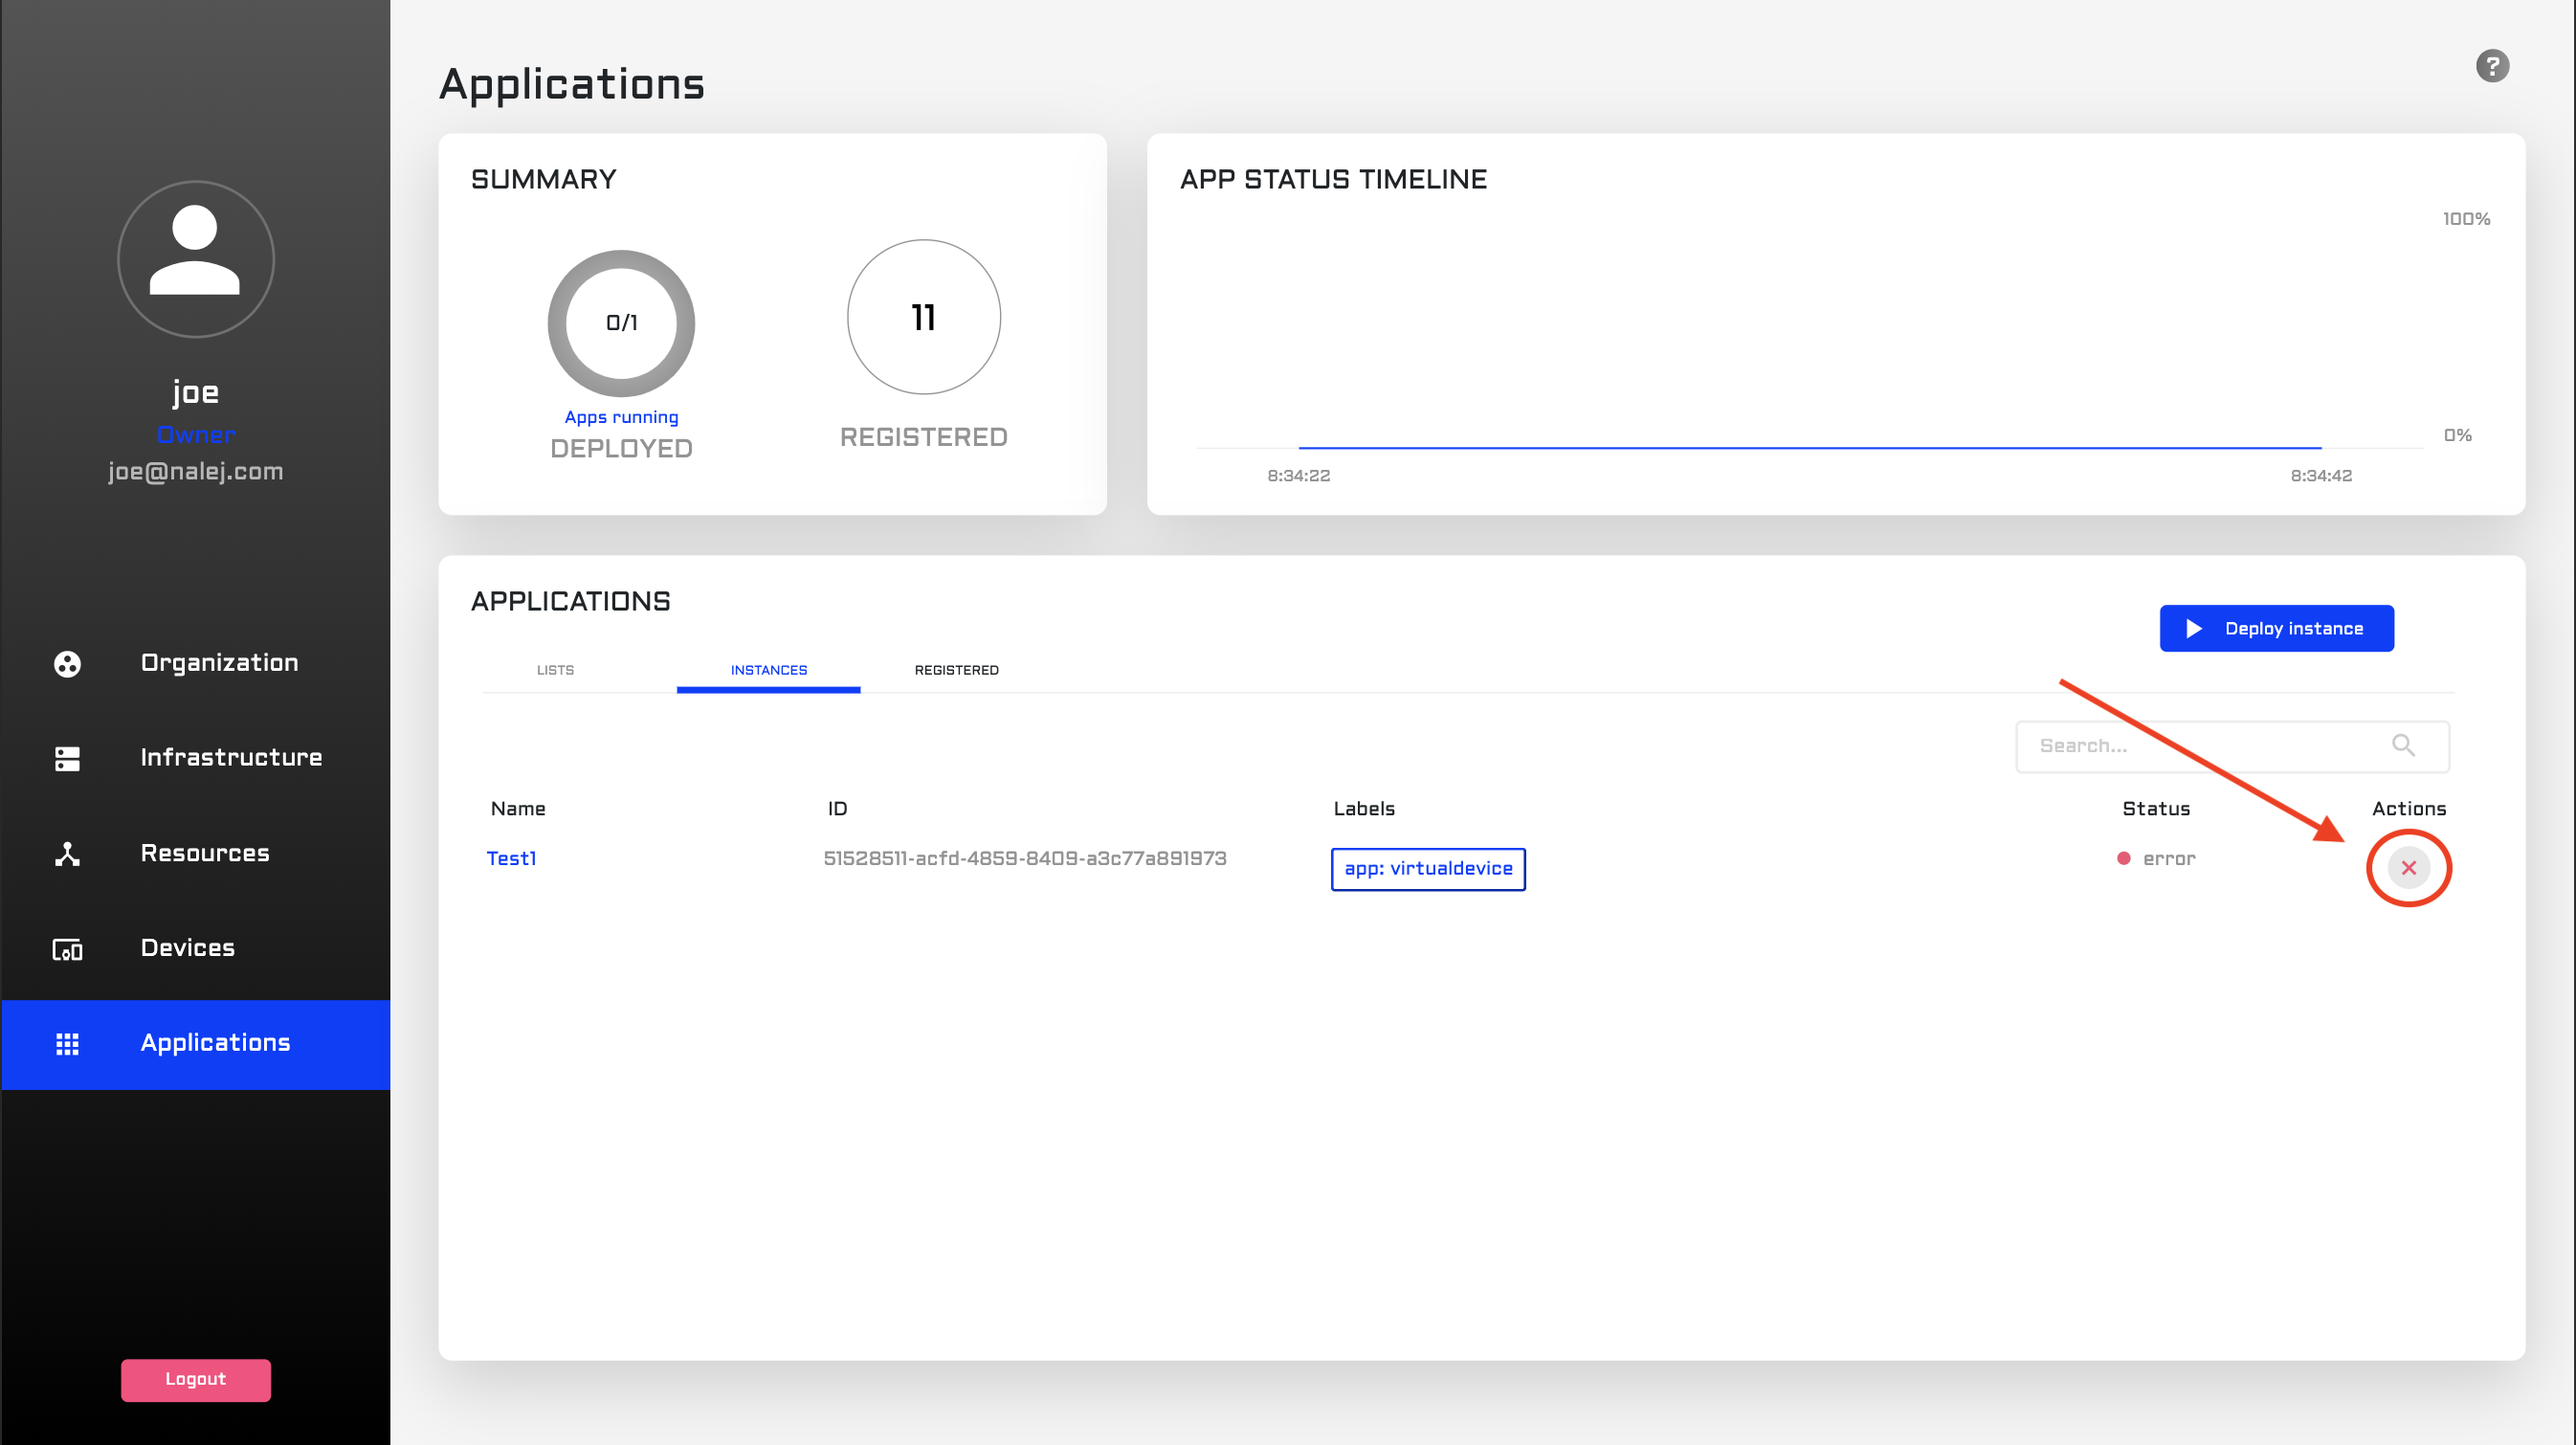 joe
Owner
joe@nalej.com
Organization
Infrastructure
Resources
Devices
Applications
Logout
Applications
?
SUMMARY
0/1
Apps running
DEPLOYED
11
REGISTERED
APP STATUS TIMELINE
100%
0%
8:34:22 8:34:42
APPLICATIONS
Deploy instance
LISTS INSTANCES REGISTERED
Search...
Name ID Labels Status Actions
Test1 51528511-acfd-4859-8409-a3c77a891973 app: virtualdevice error